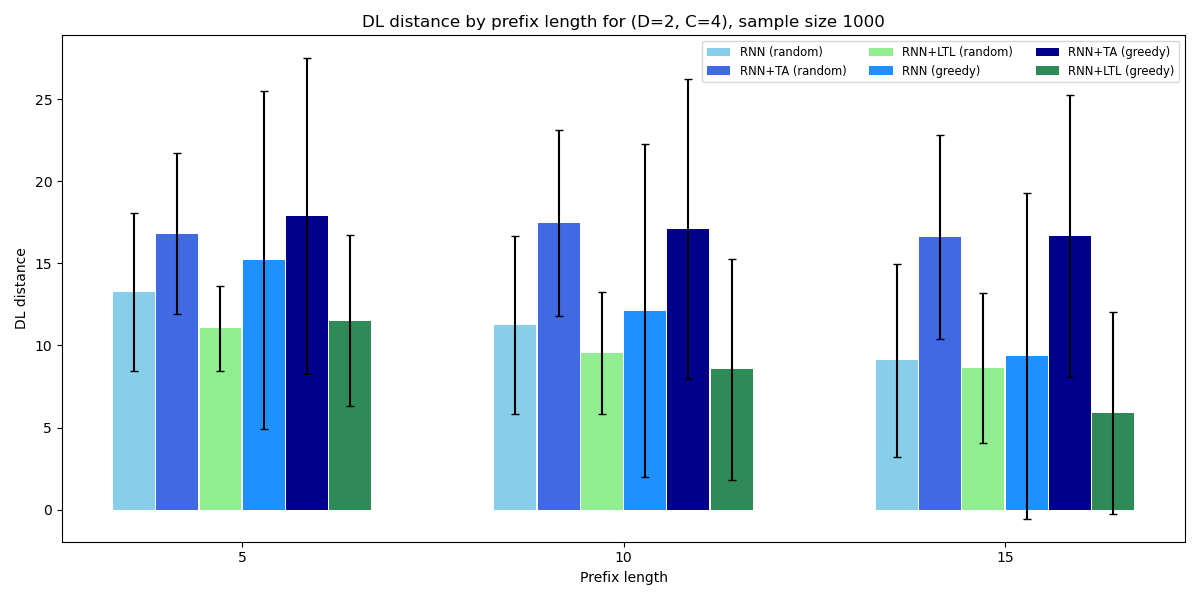 DL distance by prefix length for (D=2, C=4), sample size 1000
RNN (random)
RNN+TA (random)
RNN+LTL (random)
RNN (greedy)
RNN+TA (greedy)
RNN+LTL (greedy)
DL distance
25
20
15
10
5
0
5
10
15
Prefix length